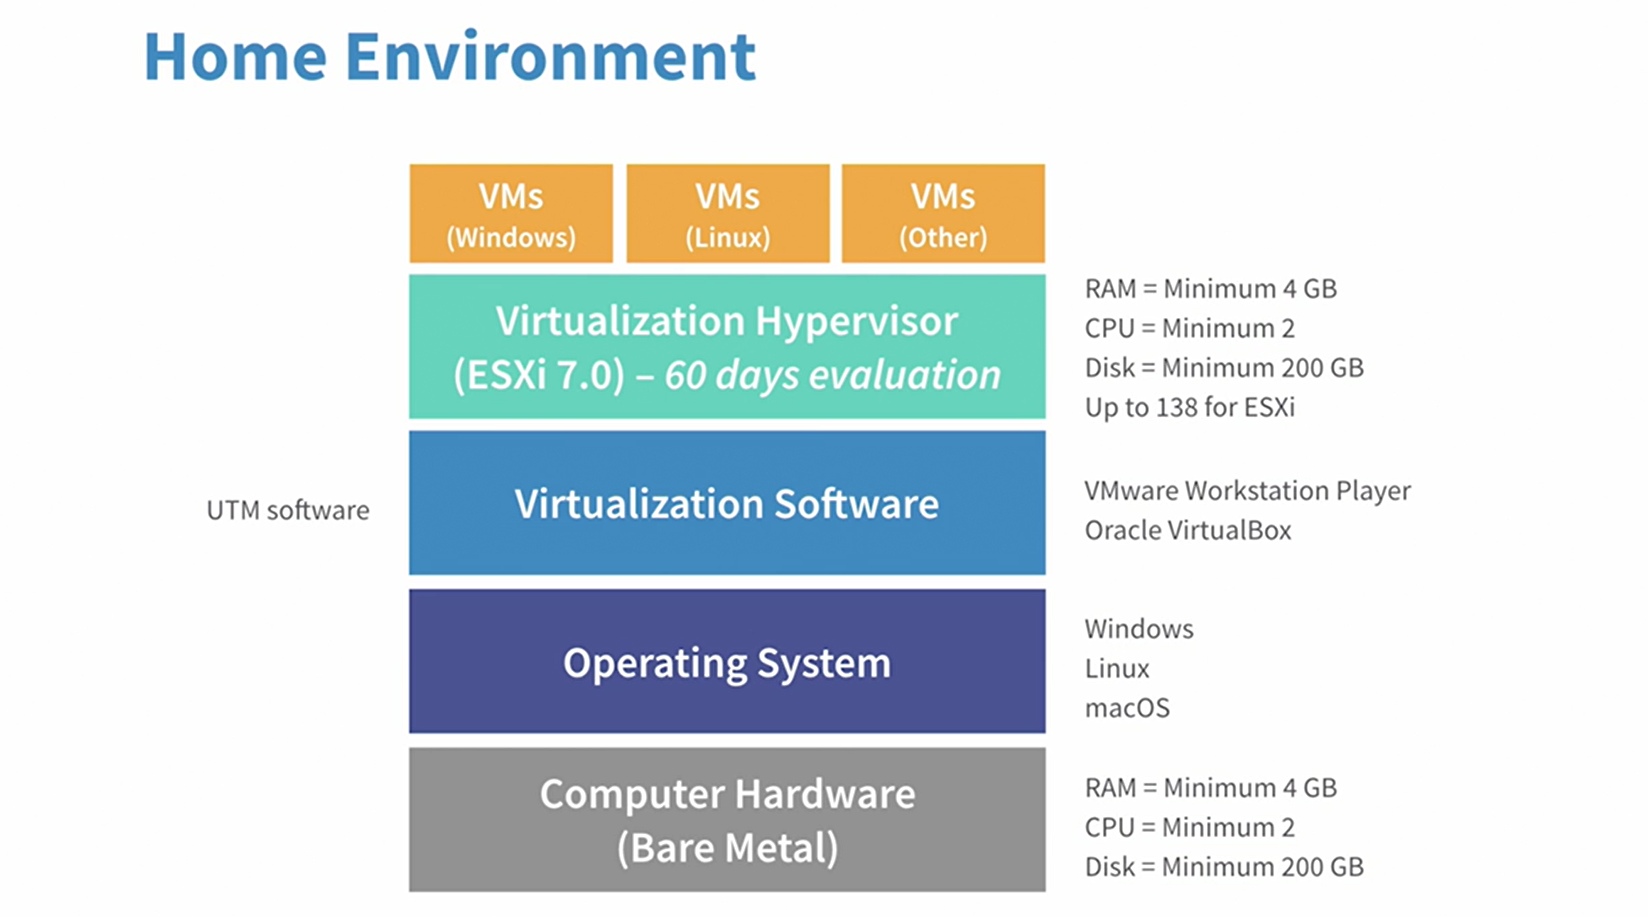 Home Environment
VMs
(Windows)
VMs
(Linux)
VMs
(Other)
Virtualization Hypervisor
(ESXi 7.0) – 60 days evaluation
RAM = Minimum 4 GB
CPU = Minimum 2
Disk = Minimum 200 GB
Up to 138 for ESXi
UTM software
Virtualization Software
VMware Workstation Player
Oracle VirtualBox
Operating System
Windows
Linux
macOS
Computer Hardware
(Bare Metal)
RAM = Minimum 4 GB
CPU = Minimum 2
Disk = Minimum 200 GB